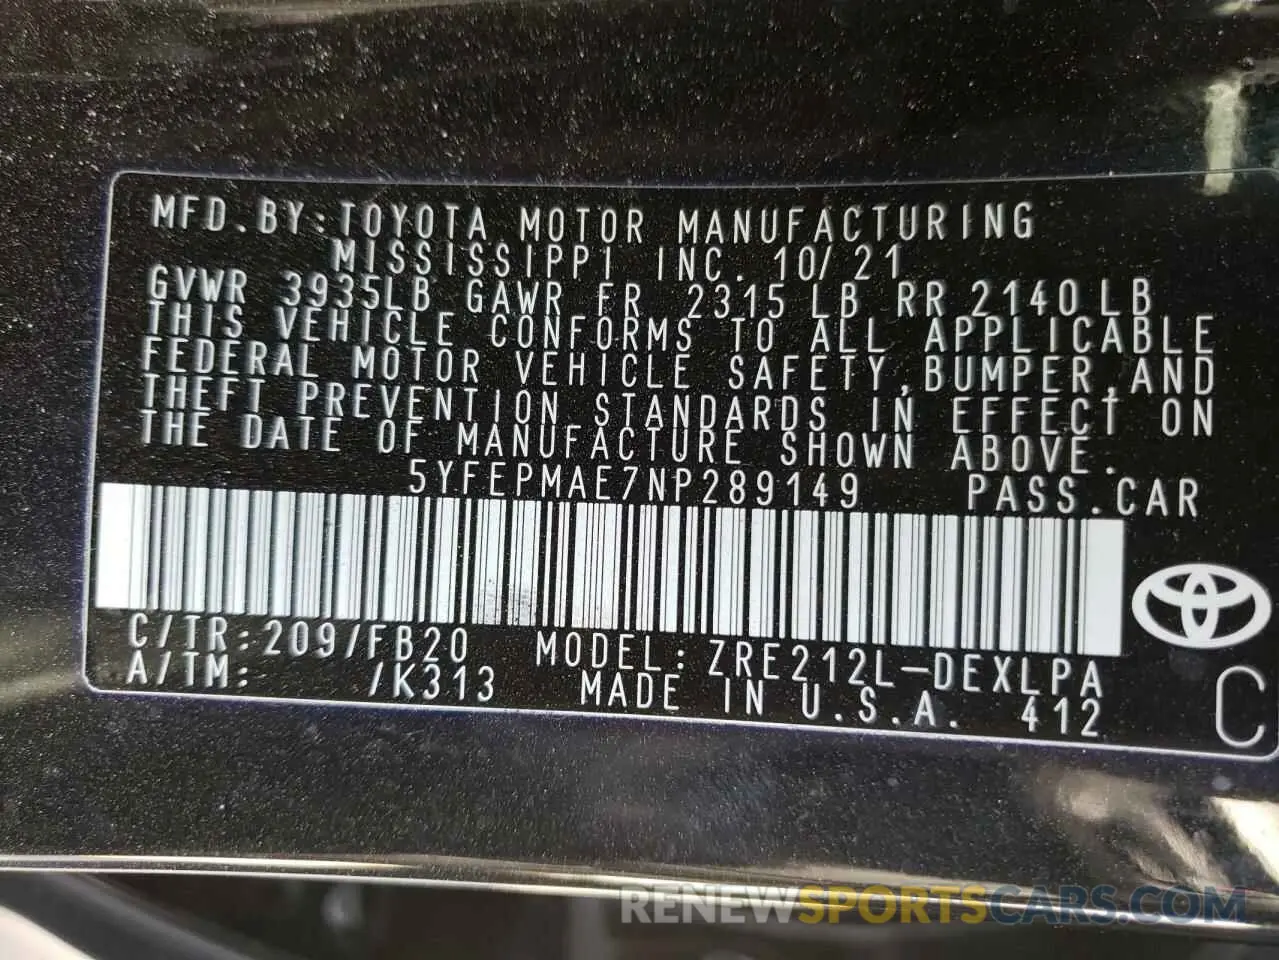 MFD.BY:TOYOTA MOTOR MANUFACTURING
MISSISSIPPI INC. 10/21
GVWR 3935LB GAWR FR 2315 LB RR 2140 LB
THIS VEHICLE CONFORMS TO ALL APPLICABLE
FEDERAL MOTOR VEHICLE SAFETY,BUMPER,AND
THEFT PREVENTION STANDARDS IN EFFECT ON
THE DATE OF MANUFACTURE SHOWN ABOVE.
5YFEPMAE7NP289149 PASS.CAR
C/TR:209/FB20 MODEL:ZRE212L-DEXLPA
A/TM: /K313 MADE IN U.S.A. 412
C
RENEWSPORTSCARS.COM